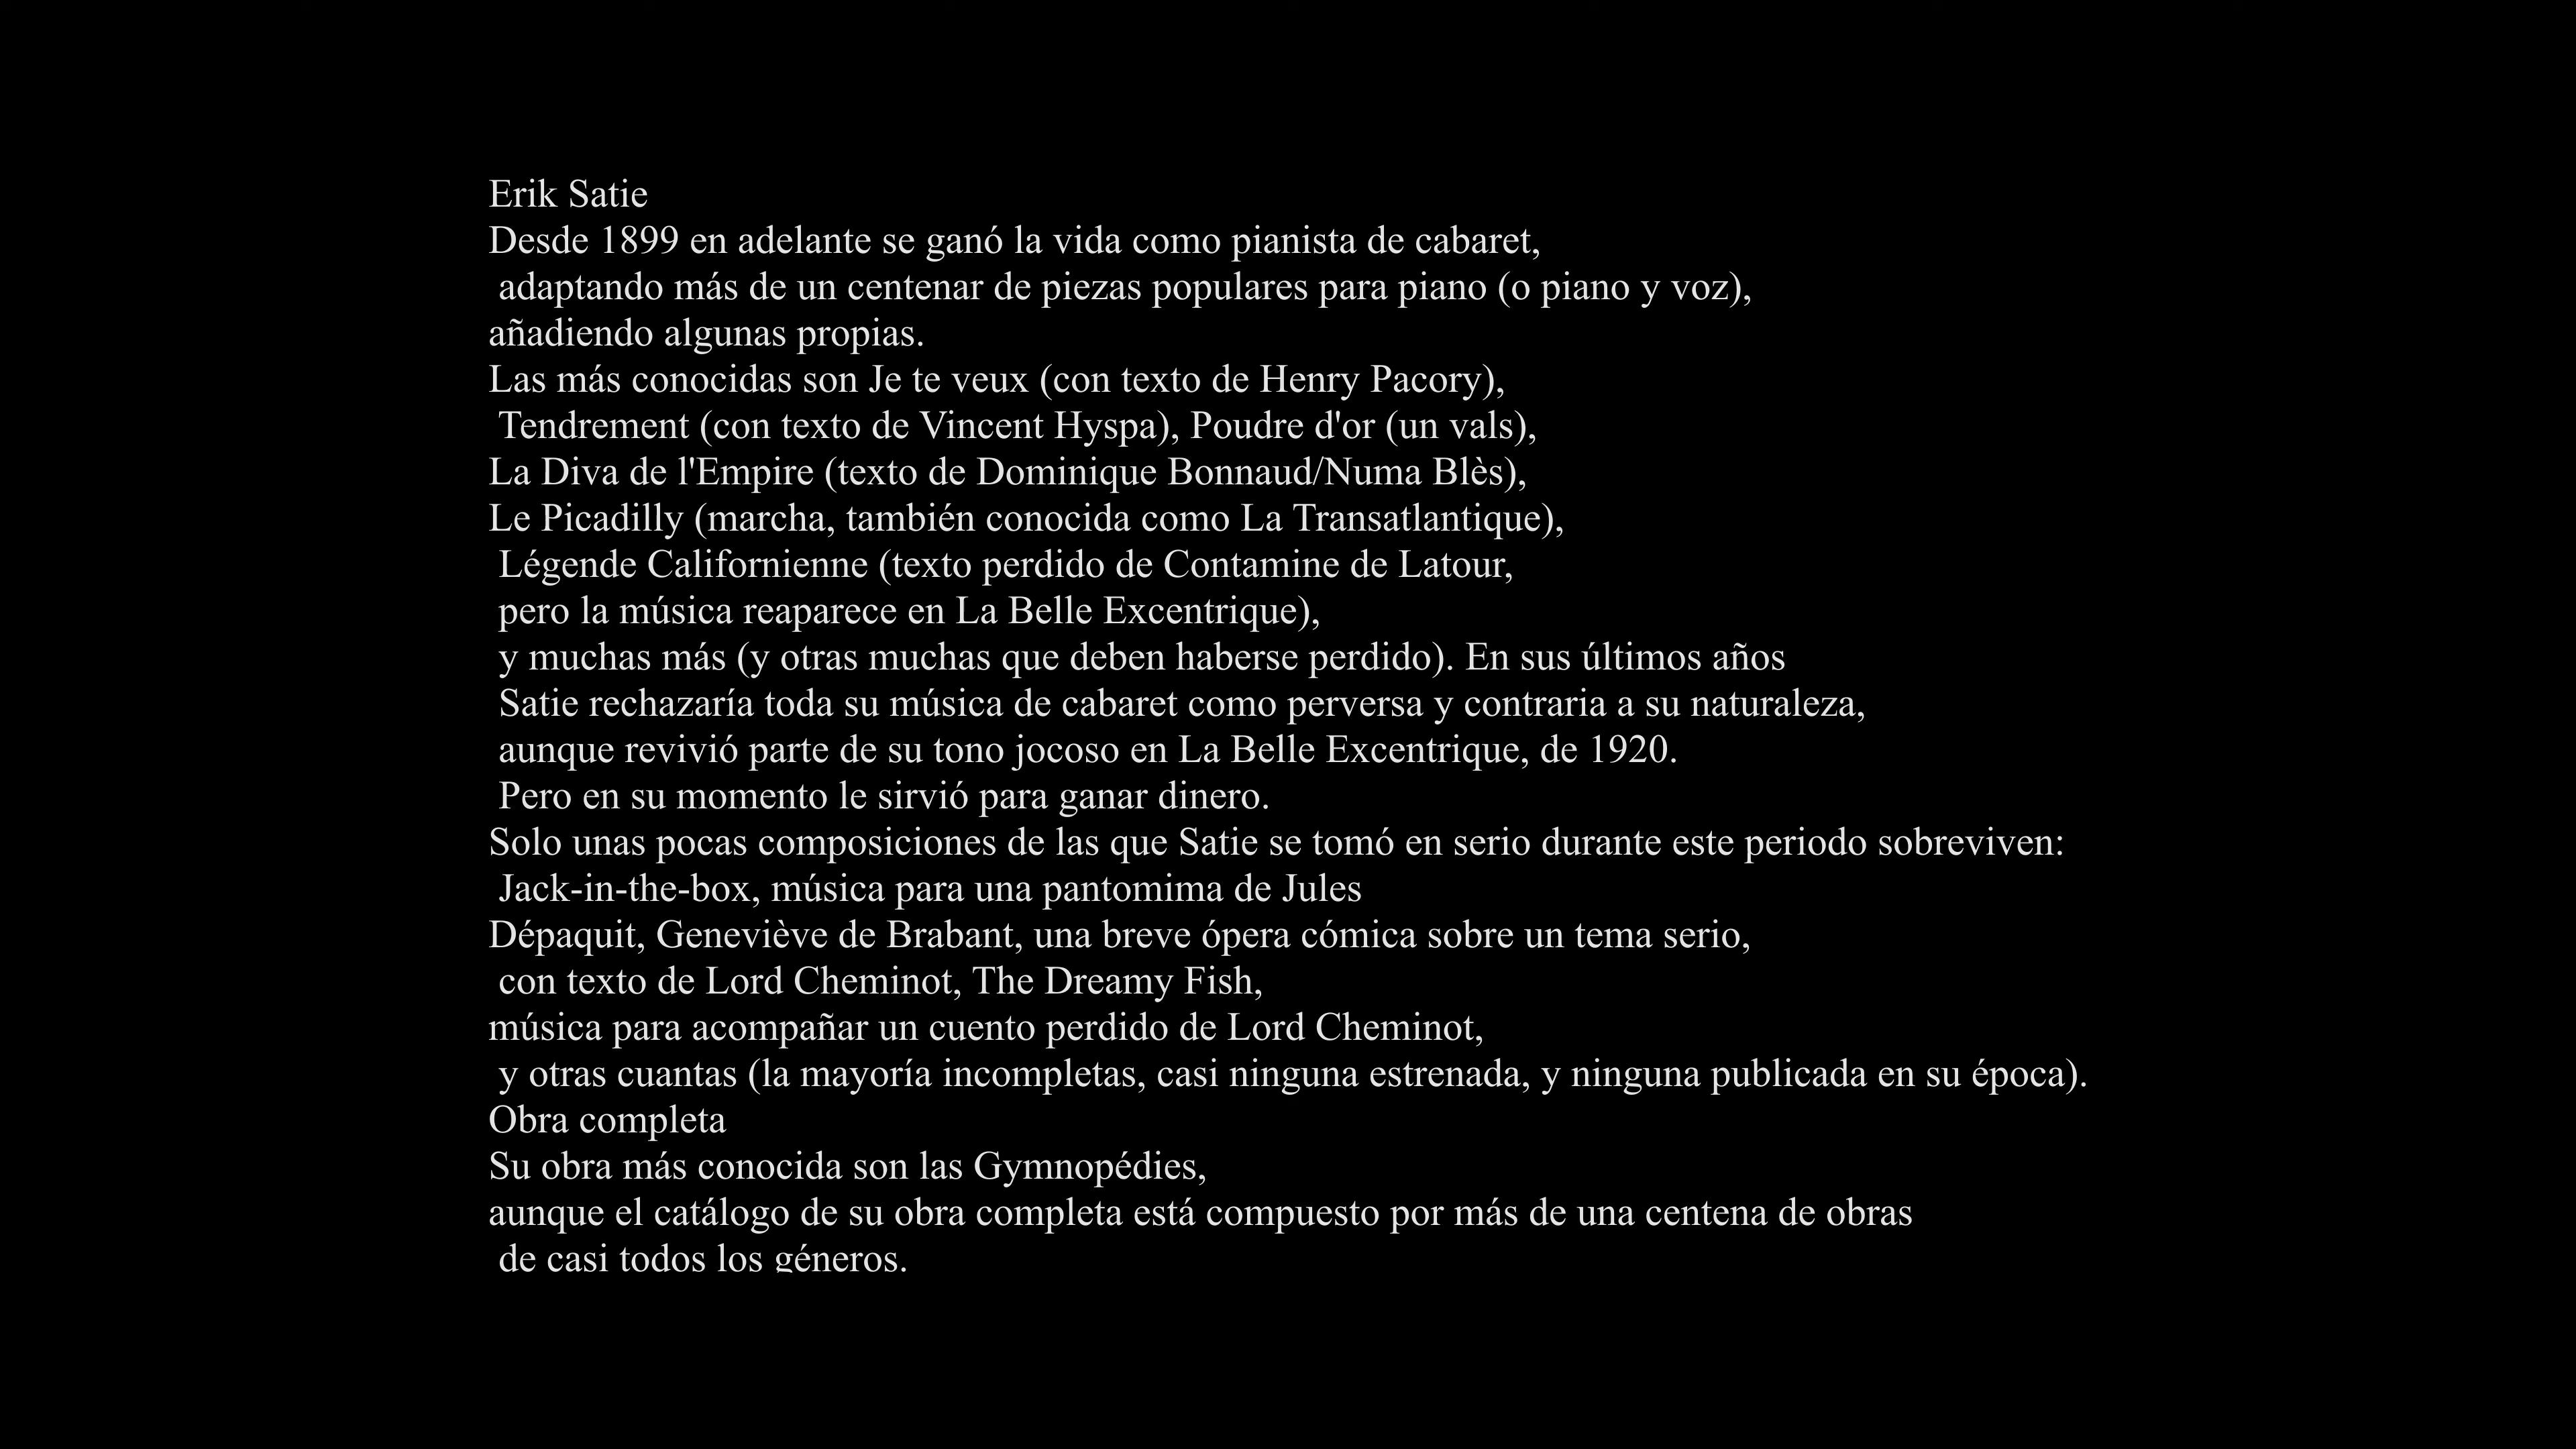 Erik Satie
Desde 1899 en adelante se ganó la vida como pianista de cabaret,
adaptando más de un centenar de piezas populares para piano (o piano y voz),
añadiendo algunas propias.
Las más conocidas son Je te veux (con texto de Henry Pacory),
Tendrement (con texto de Vincent Hyspa), Poudre d'or (un vals),
La Diva de l'Empire (texto de Dominique Bonnaud/Numa Blès),
Le Picadilly (marcha, también conocida como La Transatlantique),
Légende Californienne (texto perdido de Contamine de Latour,
pero la música reaparece en La Belle Excentrique),
y muchas más (y otras muchas que deben haberse perdido). En sus últimos años
Satie rechazaría toda su música de cabaret como perversa y contraria a su naturaleza,
aunque revivió parte de su tono jocoso en La Belle Excentrique, de 1920.
Pero en su momento le sirvió para ganar dinero.
Solo unas pocas composiciones de las que Satie se tomó en serio durante este periodo sobreviven:
Jack-in-the-box, música para una pantomima de Jules
Dépaquit, Geneviève de Brabant, una breve ópera cómica sobre un tema serio,
con texto de Lord Cheminot, The Dreamy Fish,
música para acompañar un cuento perdido de Lord Cheminot,
y otras cuantas (la mayoría incompletas, casi ninguna estrenada, y ninguna publicada en su época).
Obra completa
Su obra más conocida son las Gymnopédies,
aunque el catálogo de su obra completa está compuesto por más de una centena de obras
de casi todos los géneros.